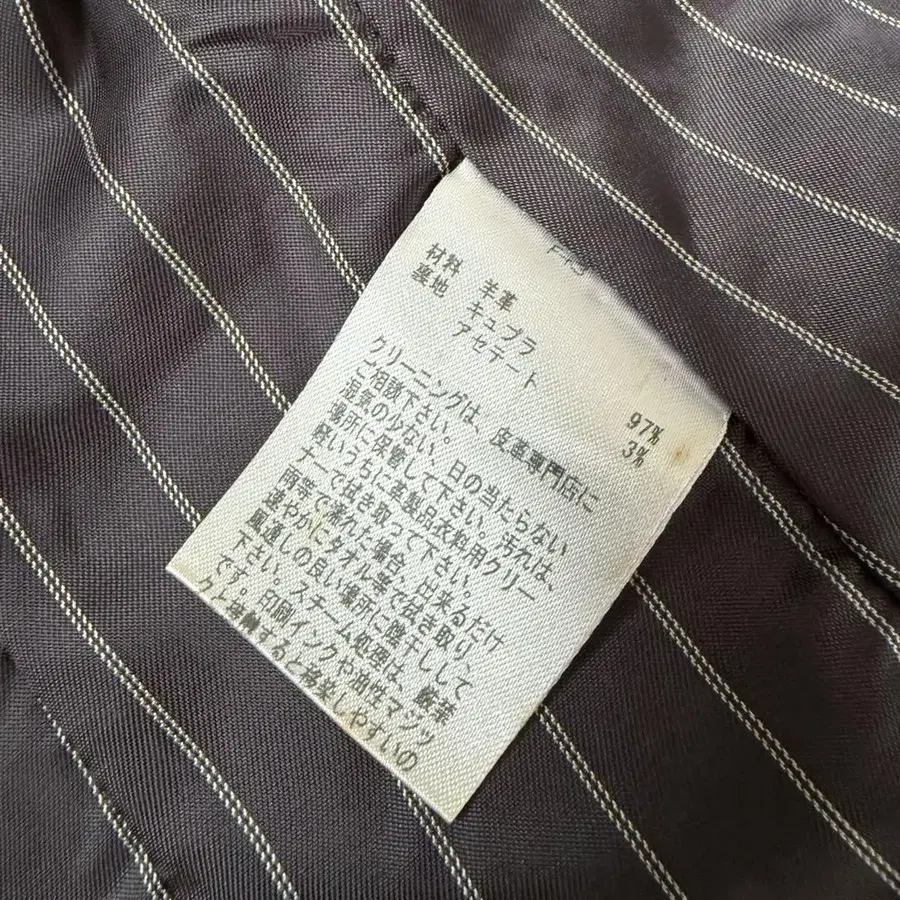 材料 羊革
裏地 キュプラ 97%
アセテート 3%
クリーニングは、皮革専門店に
ご相談下さい。
湿気の少ない、日の当たらない
場所に保管して下さい。汚れは、
軽いうちに革製品衣料用クリー
ナーで拭き取って下さい。
雨等で濡れた場合、出来るだけ
速やかにタオル等で拭き取り、
風通しの良い場所に陰干しして
下さい。スチーム処理は、厳禁
です。印刷インクや油性マジッ
クと接触すると移染しやすいの